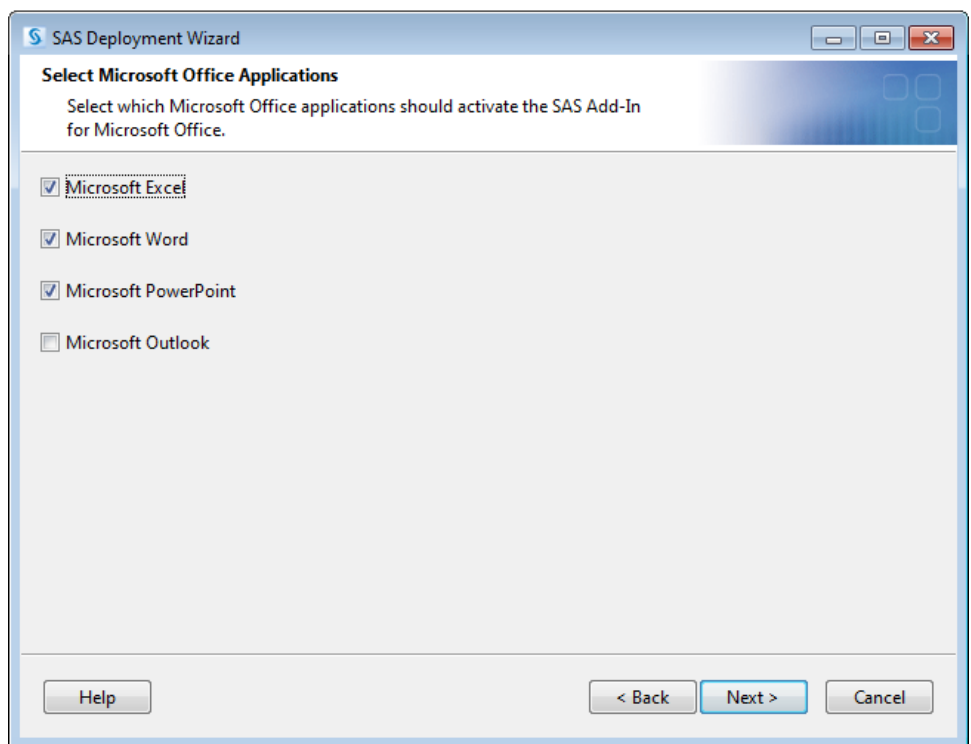 SAS Deployment Wizard
Select Microsoft Office Applications
Select which Microsoft Office applications should activate the SAS Add-In
for Microsoft Office.
Microsoft Excel
Microsoft Word
Microsoft PowerPoint
Microsoft Outlook
Help
< Back
Next >
Cancel